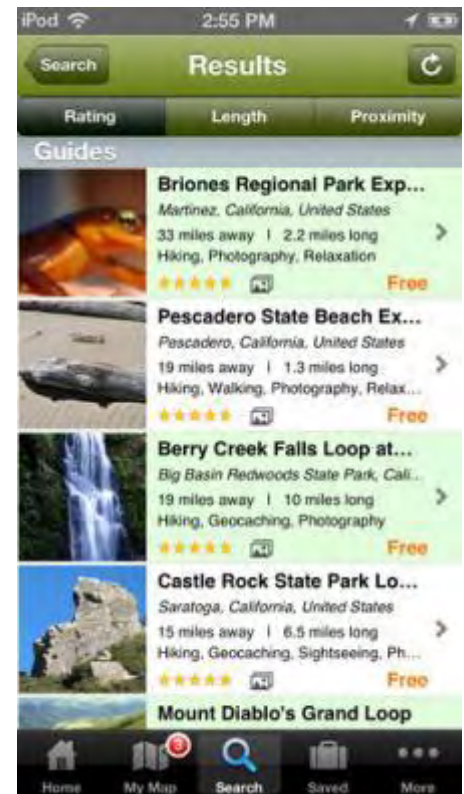 iPod 2:55 PM
Search Results
Rating Length Proximity
Guides
Briones Regional Park Exp...
Martinez, California, United States
33 miles away | 2.2 miles long
Hiking, Photography, Relaxation
Free
Pescadero State Beach Ex...
Pescadero, California, United States
19 miles away | 1.3 miles long
Hiking, Walking, Photography, Relax...
Free
Berry Creek Falls Loop at...
Big Basin Redwoods State Park, Cali...
19 miles away | 10 miles long
Hiking, Geocaching, Photography
Free
Castle Rock State Park Lo...
Saratoga, California, United States
15 miles away | 6.5 miles long
Hiking, Geocaching, Sightseeing, Ph...
Free
Mount Diablo's Grand Loop
3
Home My Map Search Saved More